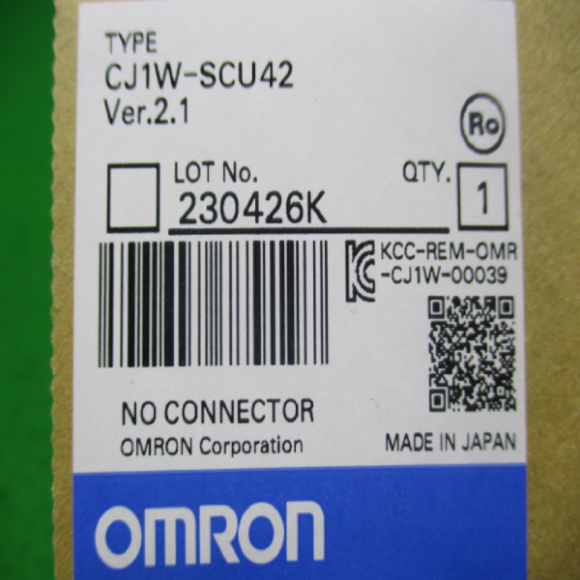 TYPE
CJ1W-SCU42
Ver.2.1
Ro
LOT No. 230426K
QTY. 1
KCC-REM-OMR
-CJ1W-00039
NO CONNECTOR
OMRON Corporation
MADE IN JAPAN
OMRON